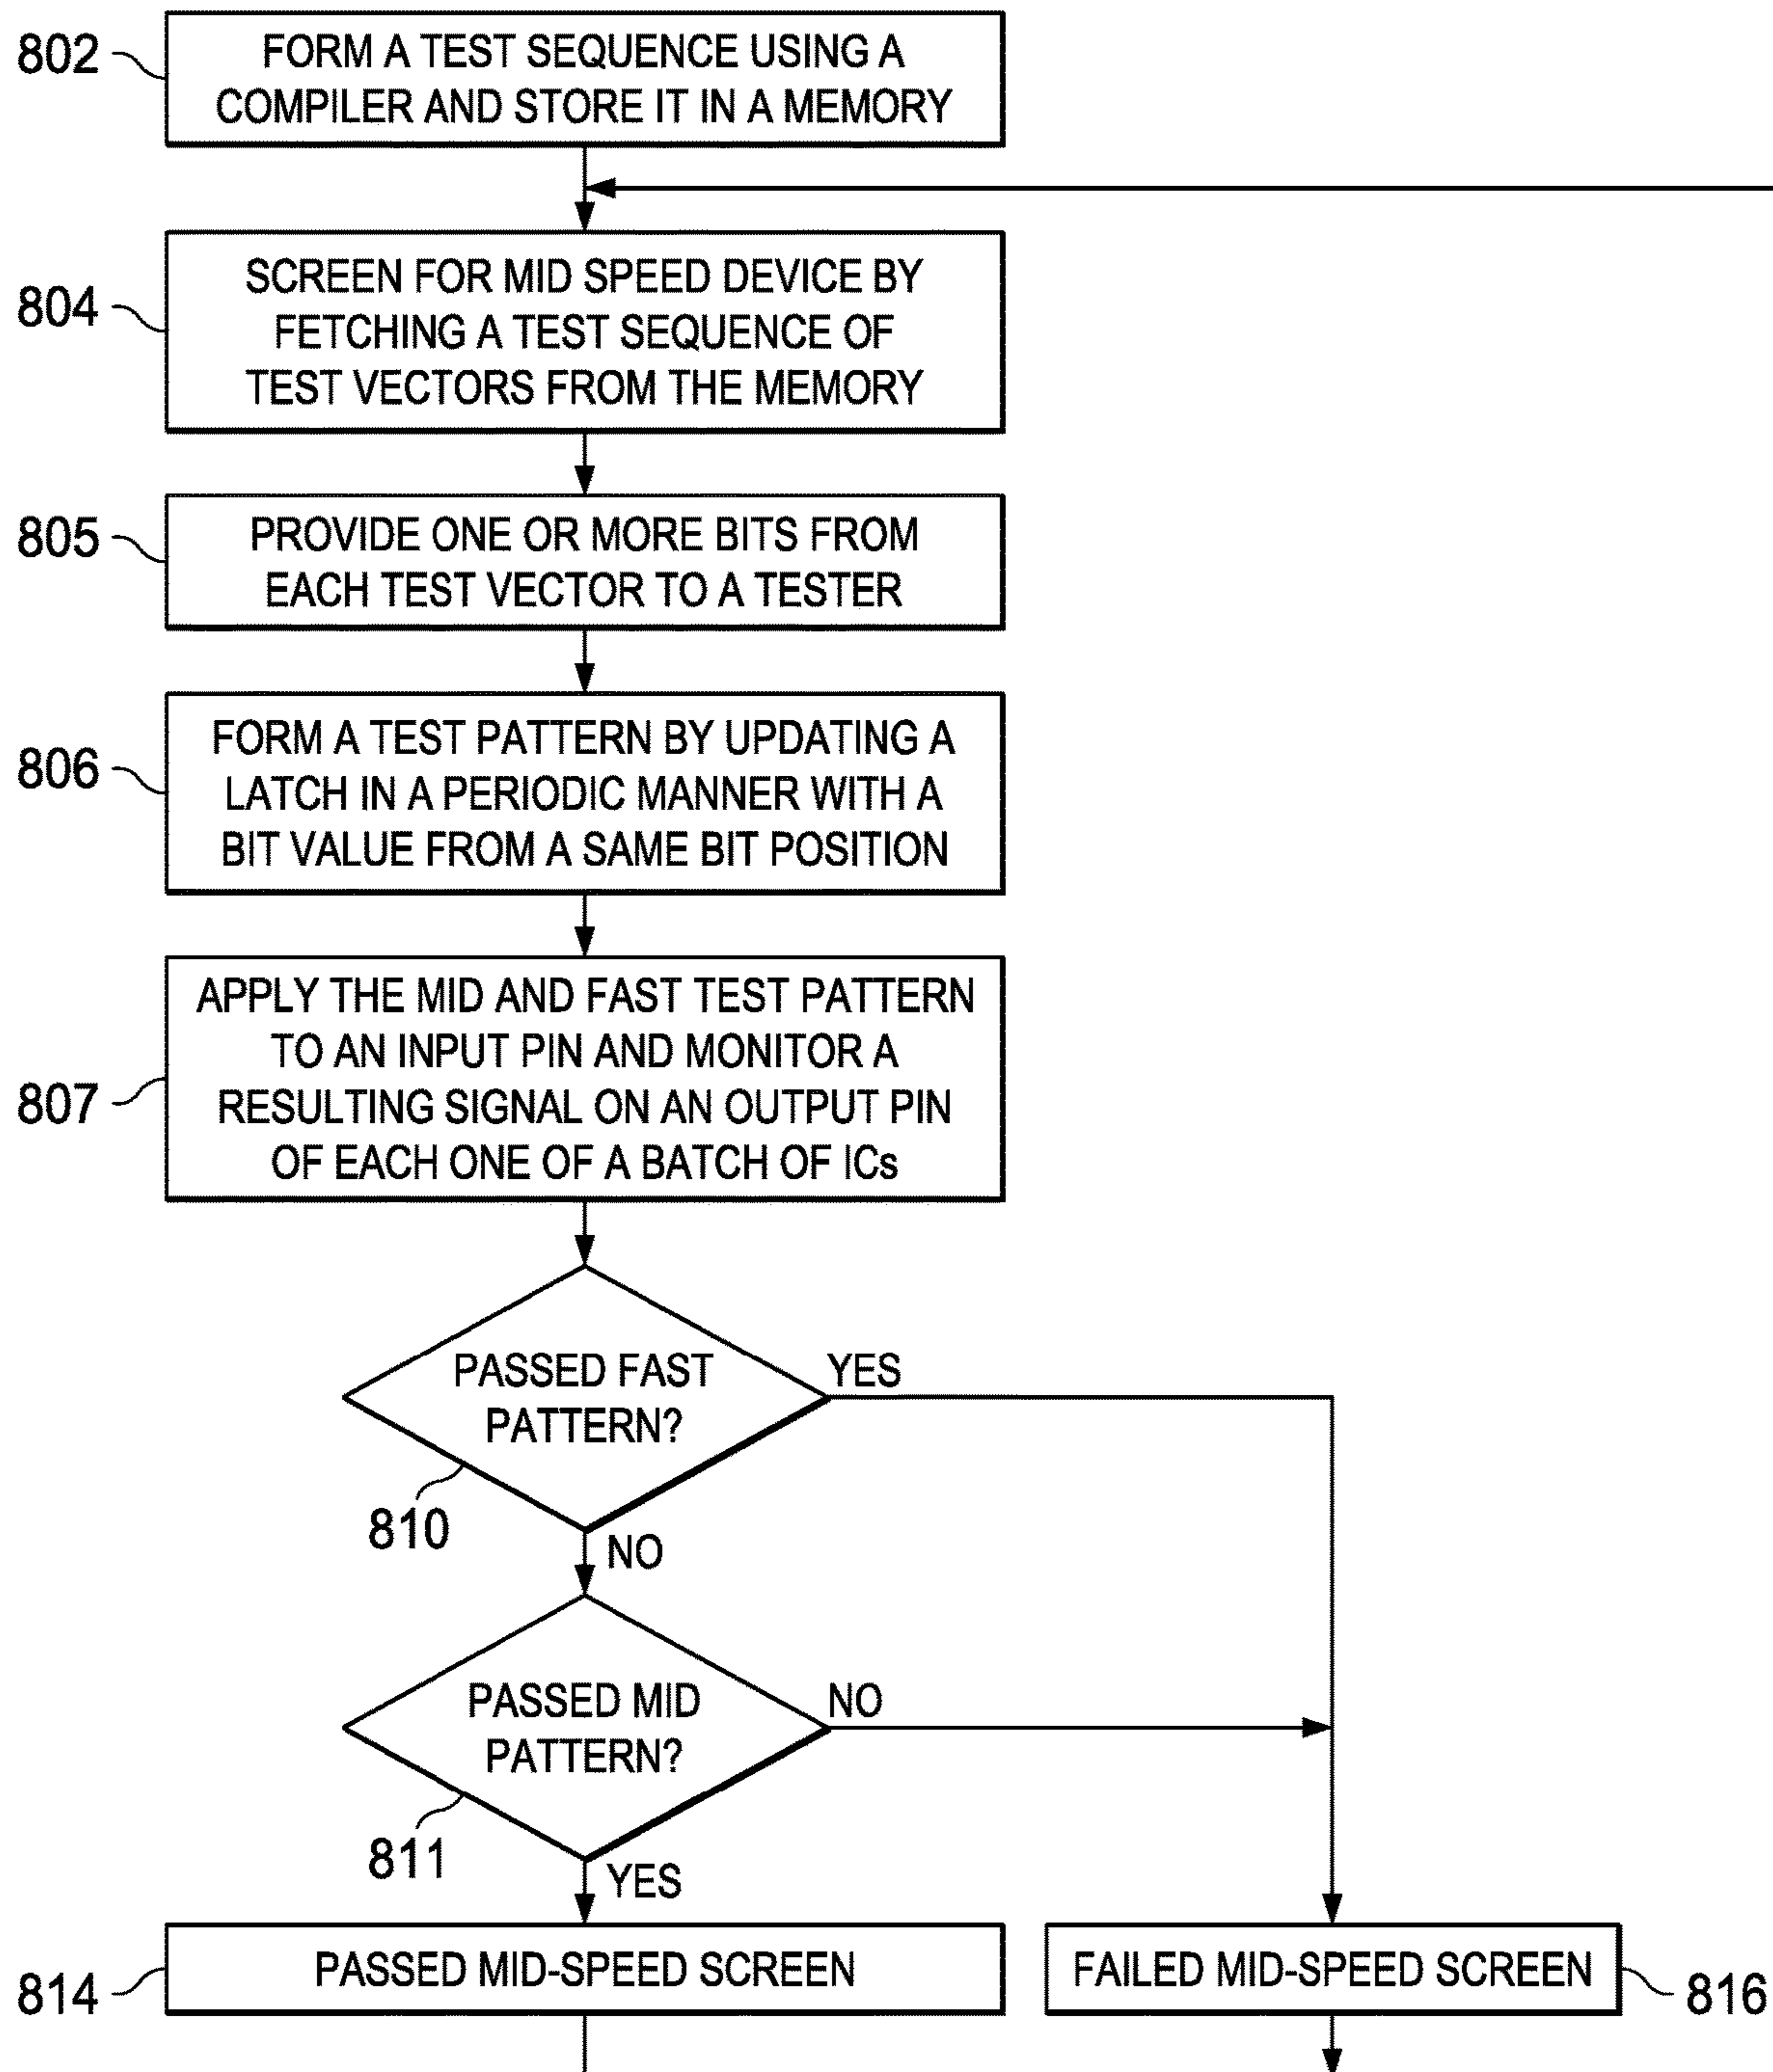 802
FORM A TEST SEQUENCE USING A
COMPILER AND STORE IT IN A MEMORY
804
SCREEN FOR MID SPEED DEVICE BY
FETCHING A TEST SEQUENCE OF
TEST VECTORS FROM THE MEMORY
805
PROVIDE ONE OR MORE BITS FROM
EACH TEST VECTOR TO A TESTER
806
FORM A TEST PATTERN BY UPDATING A
LATCH IN A PERIODIC MANNER WITH A
BIT VALUE FROM A SAME BIT POSITION
807
APPLY THE MID AND FAST TEST PATTERN
TO AN INPUT PIN AND MONITOR A
RESULTING SIGNAL ON AN OUTPUT PIN
OF EACH ONE OF A BATCH OF ICs
PASSED FAST
PATTERN?
YES
810
NO
PASSED MID
PATTERN?
NO
811
YES
814
PASSED MID-SPEED SCREEN
FAILED MID-SPEED SCREEN
816